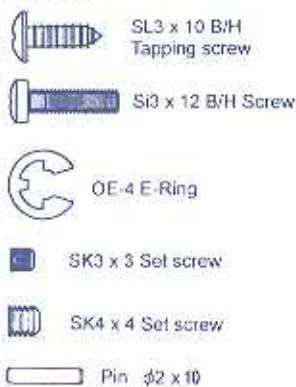 SL3 x 10 B/H
Tapping screw
Si3 x 12 B/H Screw
OE-4 E-Ring
SK3 x 3 Set screw
SK4 x 4 Set screw
Pin ϕ2 x 10